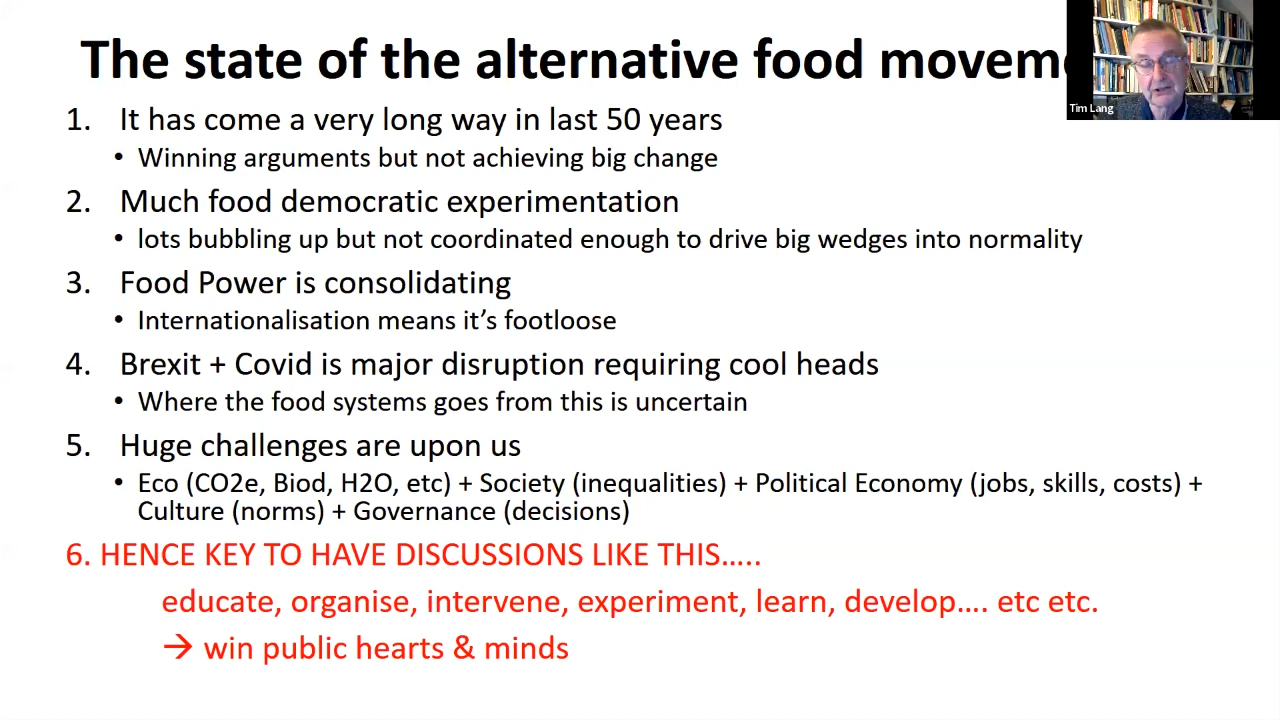 The state of the alternative food movem
Tim Lang
1. It has come a very long way in last 50 years
• Winning arguments but not achieving big change
2. Much food democratic experimentation
• lots bubbling up but not coordinated enough to drive big wedges into normality
3. Food Power is consolidating
• Internationalisation means it’s footloose
4. Brexit + Covid is major disruption requiring cool heads
• Where the food systems goes from this is uncertain
5. Huge challenges are upon us
• Eco (CO2e, Biod, H2O, etc) + Society (inequalities) + Political Economy (jobs, skills, costs) +
Culture (norms) + Governance (decisions)
6. HENCE KEY TO HAVE DISCUSSIONS LIKE THIS…..
educate, organise, intervene, experiment, learn, develop…. etc etc.
→ win public hearts & minds